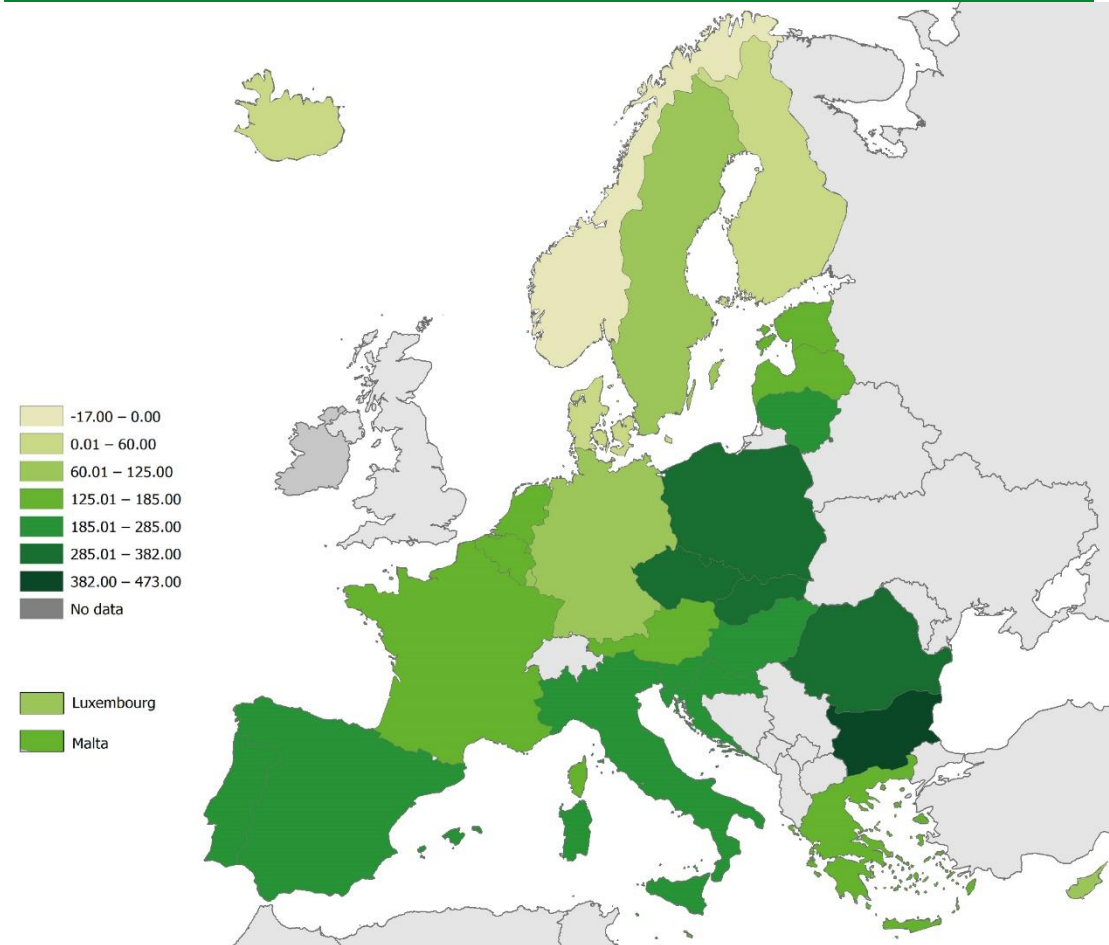 -17.00 – 0.00
0.01 – 60.00
60.01 – 125.00
125.01 – 185.00
185.01 – 285.00
285.01 – 382.00
382.00 – 473.00
No data
Luxembourg
Malta